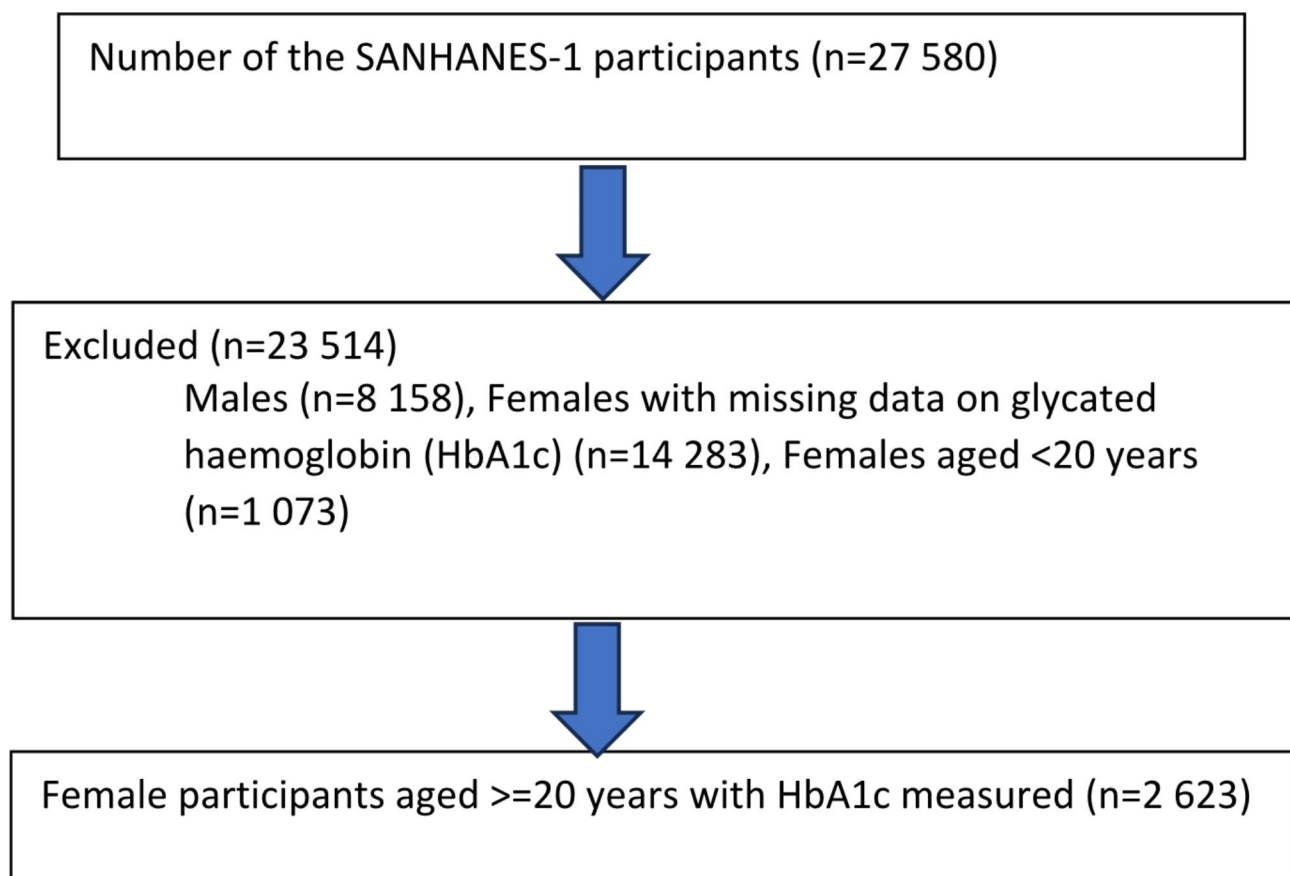 Number of the SANHANES-1 participants (n=27 580)
Excluded (n=23 514)
Males (n=8 158), Females with missing data on glycated
haemoglobin (HbA1c) (n=14 283), Females aged <20 years
(n=1 073)
Female participants aged >=20 years with HbA1c measured (n=2 623)